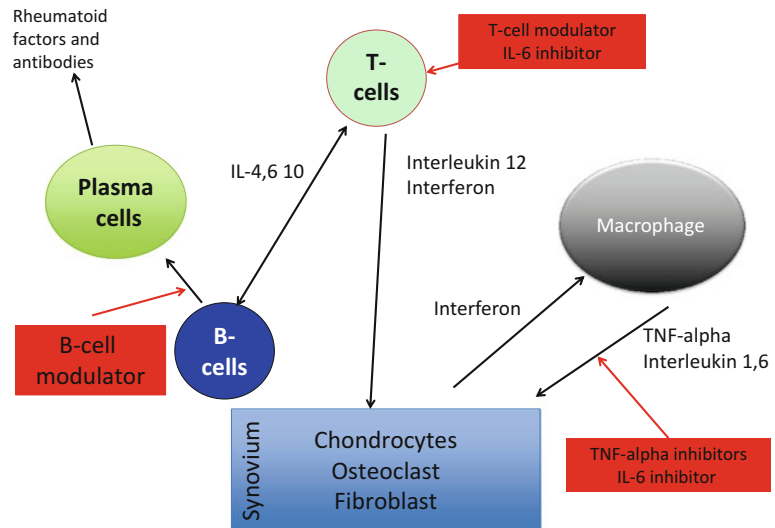 Rheumatoid
factors and
antibodies
T-
cells
T-cell modulator
IL-6 inhibitor
Plasma
cells
IL-4,6 10
Interleukin 12
Interferon
Macrophage
B-cell
modulator
B-
cells
Interferon
TNF-alpha
Interleukin 1,6
Synovium
Chondrocytes
Osteoclast
Fibroblast
TNF-alpha inhibitors
IL-6 inhibitor